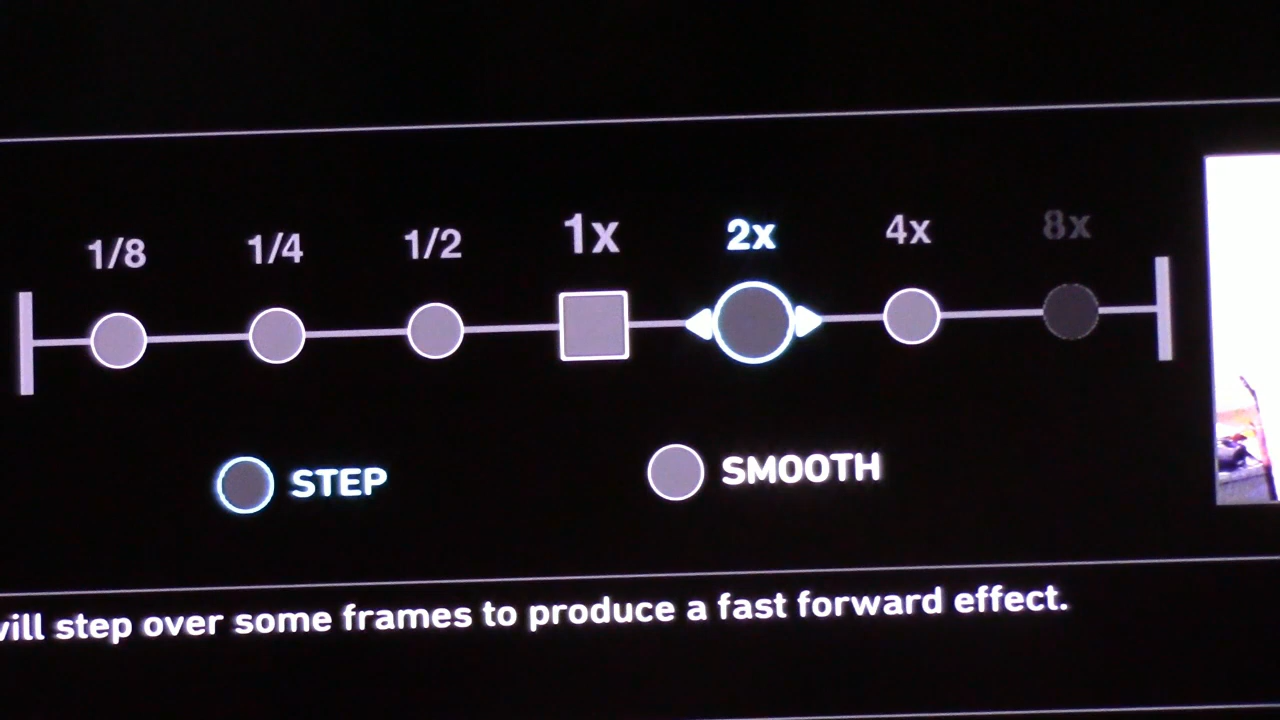 1/8 1/4 1/2 1x 2x 4x 8x
STEP SMOOTH
will step over some frames to produce a fast forward effect.